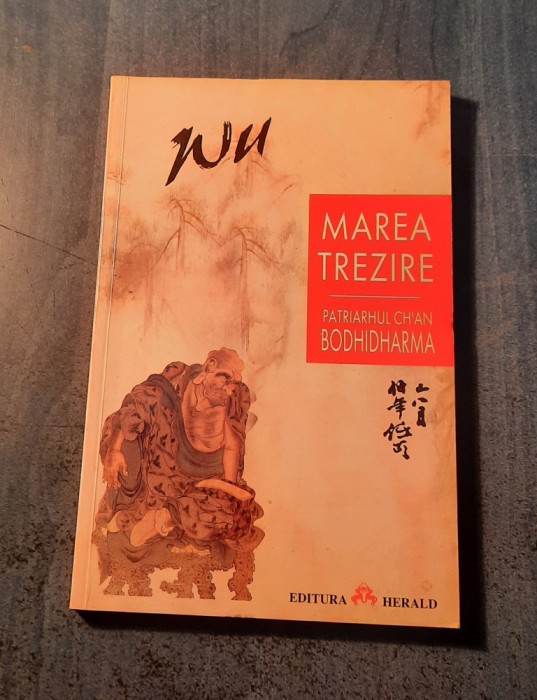 WU
MAREA
TREZIRE
PATRIARHUL CH'AN
BODHIDHARMA
EDITURA HERALD